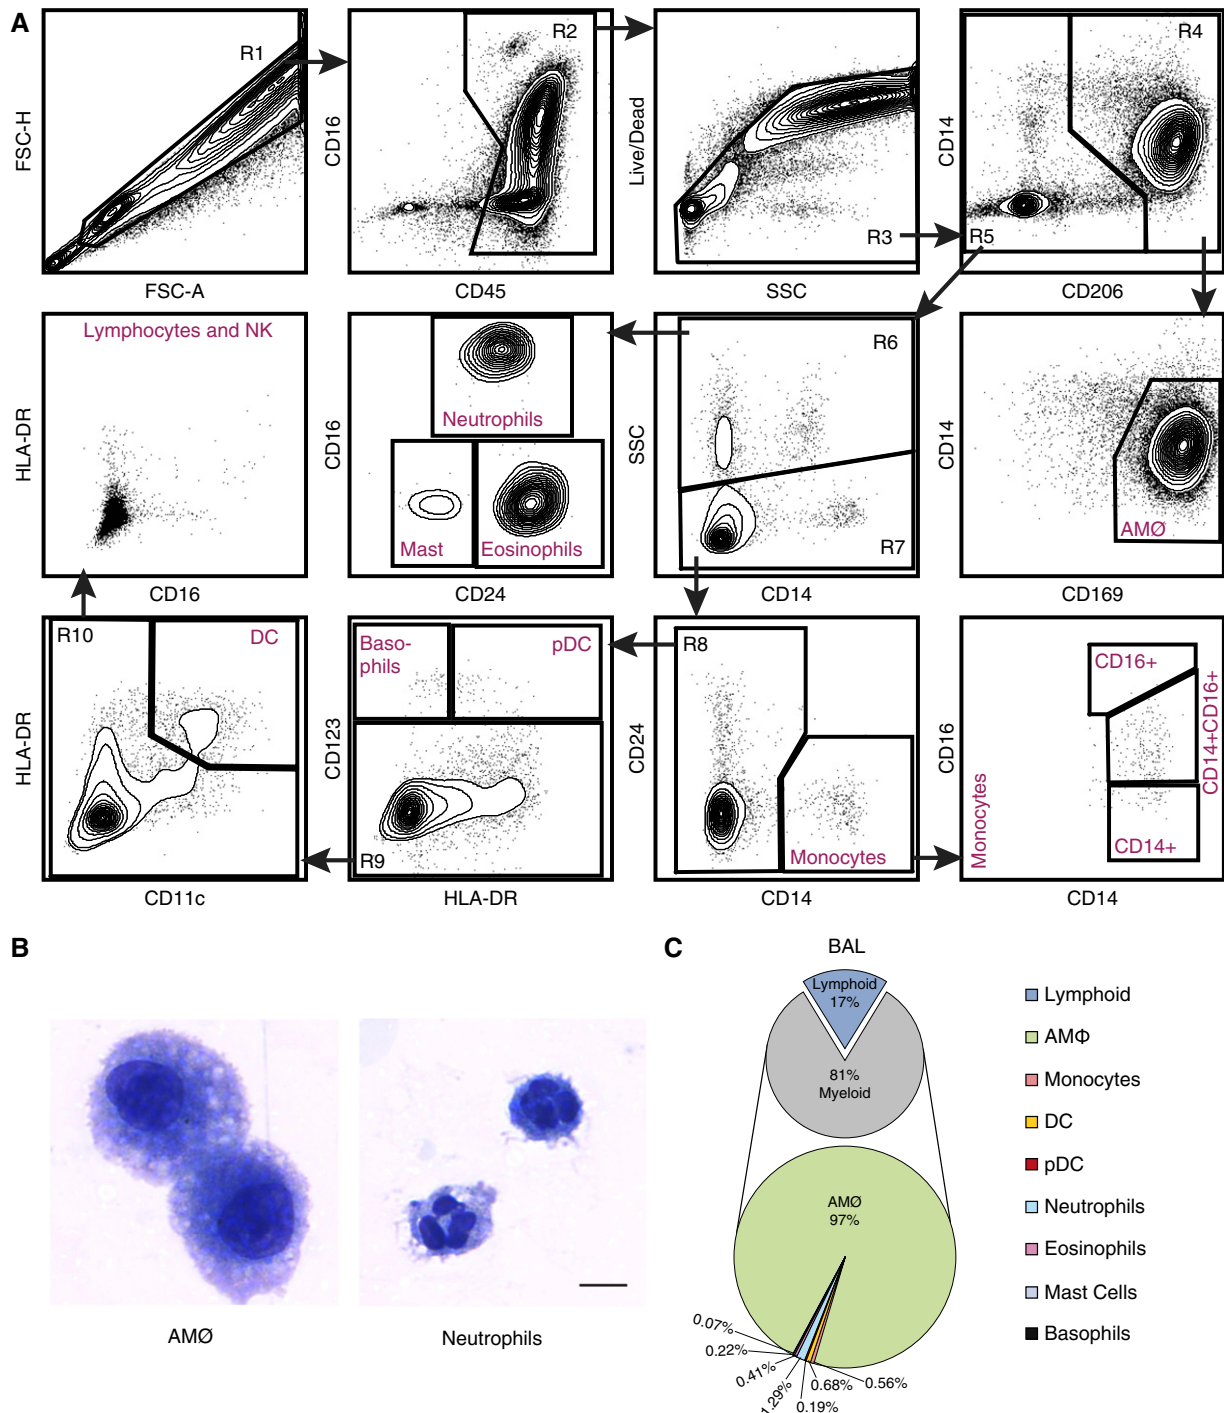 A
FSC-H
R1
FSC-A
CD16
R2
CD45
Live/Dead
R3
SSC
CD14
R4
R5
CD206
HLA-DR
Lymphocytes and NK
CD16
CD16
Neutrophils
Mast
Eosinophils
CD24
SSC
R6
R7
CD14
CD14
AMØ
CD169
HLA-DR
R10
DC
CD11c
CD123
Baso-
phils
pDC
R9
HLA-DR
CD24
R8
Monocytes
CD14
CD16
Monocytes
CD16+
CD14+CD16+
CD14+
CD14
B
AMØ
Neutrophils
C
BAL
Lymphoid
17%
81%
Myeloid
AMØ
97%
0.07%
0.22%
0.41%
1.29%
0.19%
0.68%
0.56%
Lymphoid
AMΦ
Monocytes
DC
pDC
Neutrophils
Eosinophils
Mast Cells
Basophils